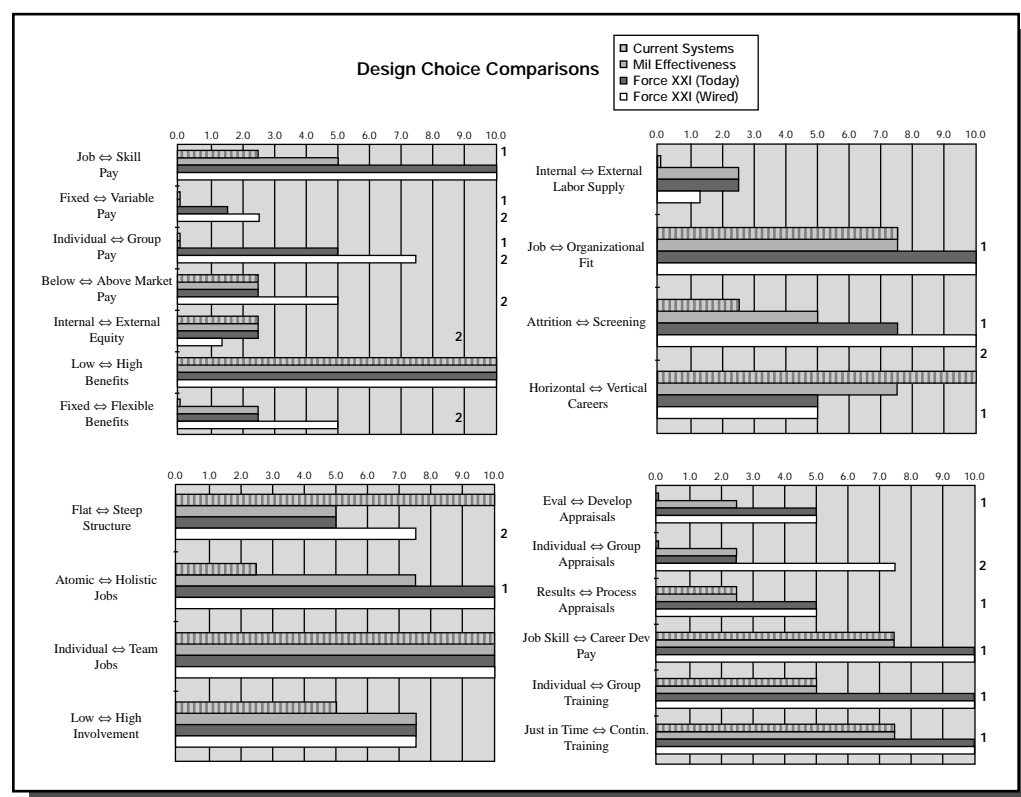 Design Choice Comparisons
Current Systems
Mil Effectiveness
Force XXI (Today)
Force XXI (Wired)
0.0 1.0 2.0 3.0 4.0 5.0 6.0 7.0 8.0 9.0 10.0
Job ⇔ Skill
Pay
1
Fixed ⇔ Variable
Pay
1
2
Individual ⇔ Group
Pay
1
2
Below ⇔ Above Market
Pay
2
Internal ⇔ External
Equity
2
Low ⇔ High
Benefits
Fixed ⇔ Flexible
Benefits
2
0.0 1.0 2.0 3.0 4.0 5.0 6.0 7.0 8.0 9.0 10.0
Internal ⇔ External
Labor Supply
Job ⇔ Organizational
Fit
1
Attrition ⇔ Screening
1
2
Horizontal ⇔ Vertical
Careers
1
0.0 1.0 2.0 3.0 4.0 5.0 6.0 7.0 8.0 9.0 10.0
Flat ⇔ Steep
Structure
2
Atomic ⇔ Holistic
Jobs
1
Individual ⇔ Team
Jobs
Low ⇔ High
Involvement
0.0 1.0 2.0 3.0 4.0 5.0 6.0 7.0 8.0 9.0 10.0
Eval ⇔ Develop
Appraisals
1
Individual ⇔ Group
Appraisals
2
Results ⇔ Process
Appraisals
1
Job Skill ⇔ Career Dev
Pay
1
Individual ⇔ Group
Training
1
Just in Time ⇔ Contin.
Training
1